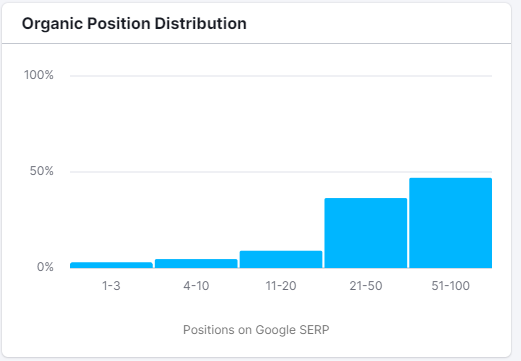 Organic Position Distribution
100%
50%
0%
1-3 4-10 11-20 21-50 51-100
Positions on Google SERP